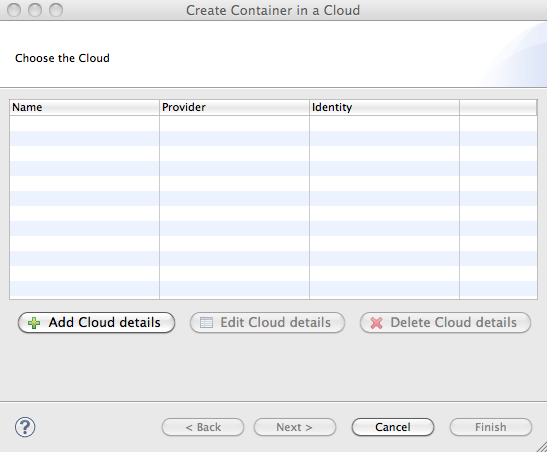 Create Container in a Cloud
Choose the Cloud
Name Provider Identity
Add Cloud details Edit Cloud details Delete Cloud details
? < Back Next > Cancel Finish